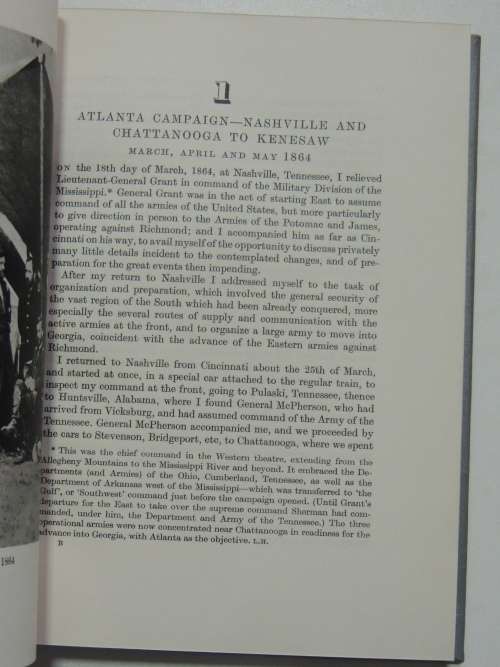 1
ATLANTA CAMPAIGN—NASHVILLE AND
CHATTANOOGA TO KENESAW
MARCH, APRIL AND MAY 1864
ON the 18th day of March, 1864, at Nashville, Tennessee, I relieved
Lieutenant-General Grant in command of the Military Division of the
Mississippi.* General Grant was in the act of starting East to assume
command of all the armies of the United States, but more particularly
to give direction in person to the Armies of the Potomac and James,
operating against Richmond; and I accompanied him as far as Cin-
cinnati on his way, to avail myself of the opportunity to discuss privately
many little details incident to the contemplated changes, and of pre-
paration for the great events then impending.
After my return to Nashville I addressed myself to the task of
organization and preparation, which involved the general security of
the vast region of the South which had been already conquered, more
especially the several routes of supply and communication with the
active armies at the front, and to organize a large army to move into
Georgia, coincident with the advance of the Eastern armies against
Richmond.
I returned to Nashville from Cincinnati about the 25th of March,
and started at once, in a special car attached to the regular train, to
inspect my command at the front, going to Pulaski, Tennessee, thence
to Huntsville, Alabama, where I found General McPherson, who had
arrived from Vicksburg, and had assumed command of the Army of the
Tennessee. General McPherson accompanied me, and we proceeded by
the cars to Stevenson, Bridgeport, etc, to Chattanooga, where we spent
* This was the chief command in the Western theatre, extending from the
Allegheny Mountains to the Mississippi River and beyond. It embraced the De-
partments (and Armies) of the Ohio, Cumberland, Tennessee, as well as the
Department of Arkansas west of the Mississippi—which was transferred to 'the
Gulf', or 'Southwest' command just before the campaign opened. (Until Grant's
departure for the East to take over the supreme command Sherman had com-
manded, under him, the Department and Army of the Tennessee.) The three
operational armies were now concentrated near Chattanooga in readiness for the
advance into Georgia, with Atlanta as the objective. L.H.
B
1864